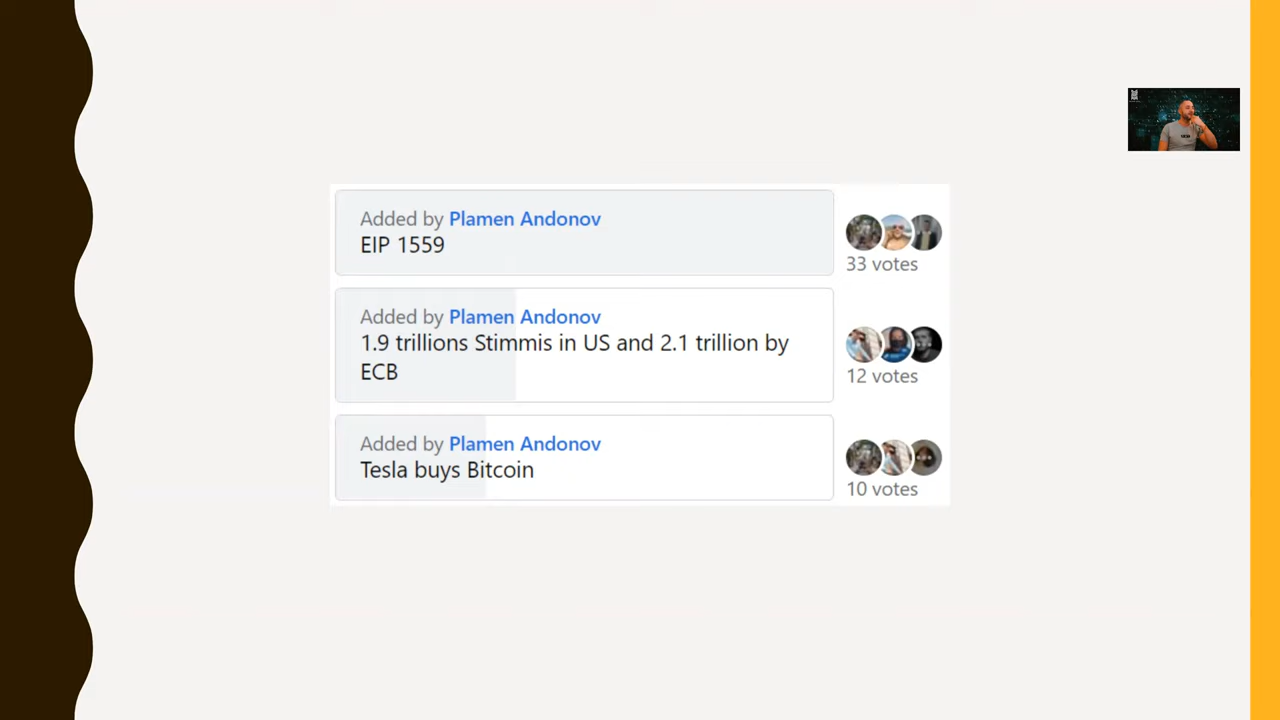 Added by Plamen Andonov
EIP 1559
33 votes
Added by Plamen Andonov
1.9 trillions Stimmis in US and 2.1 trillion by
ECB
12 votes
Added by Plamen Andonov
Tesla buys Bitcoin
10 votes